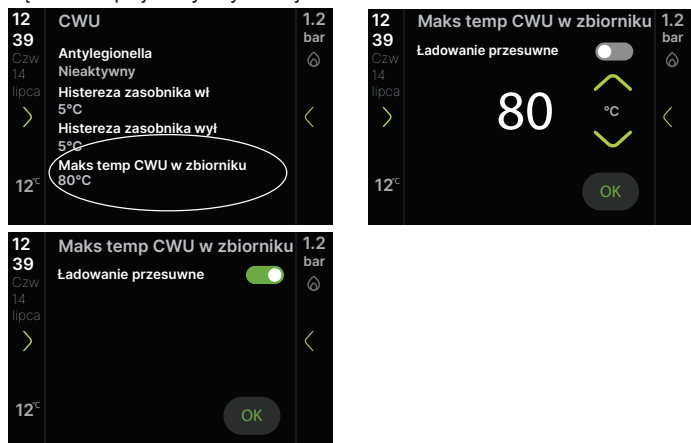 12
39
Czw
14
lipca
12°C
CWU
Antylegionella
Nieaktywny
Histereza zasobnika wł
5°C
Histereza zasobnika wył
5°C
Maks temp CWU w zbiorniku
80°C
1.2
bar
12
39
Czw
14
lipca
12°C
Maks temp CWU w zbiorniku
Ładowanie przesuwne
80
°C
OK
1.2
bar
12
39
Czw
14
lipca
12°C
Maks temp CWU w zbiorniku
Ładowanie przesuwne
OK
1.2
bar